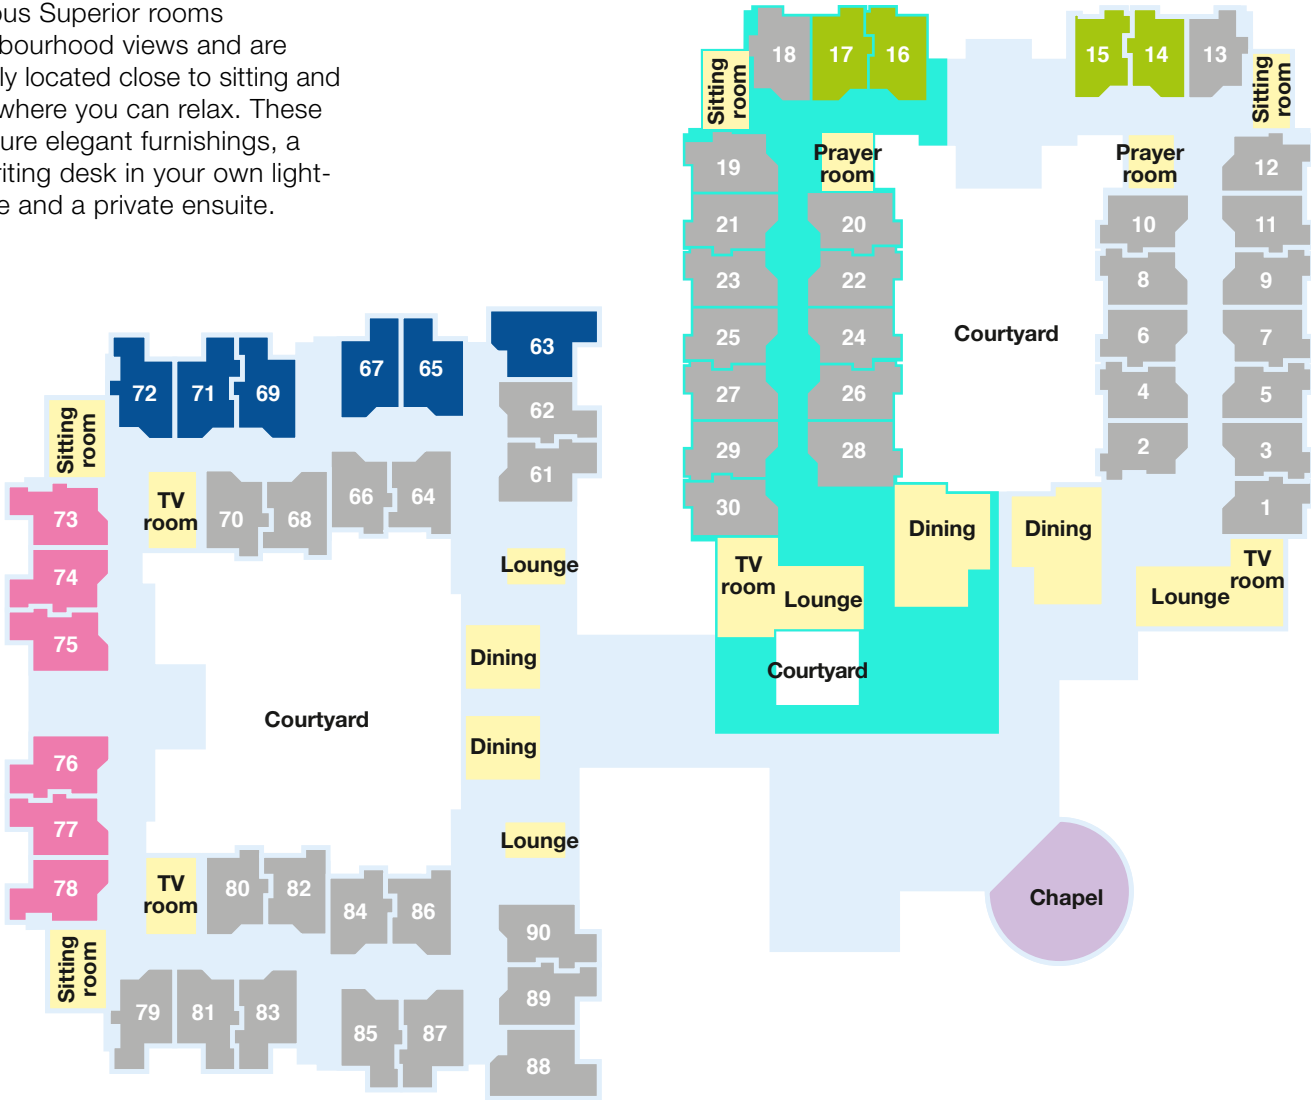 ous Superior rooms
bourhood views and are
ly located close to sitting and
where you can relax. These
ure elegant furnishings, a
riting desk in your own light-
e and a private ensuite.
18 17 16 15 14 13
Sitting
room
Sitting
room
Prayer
room
Prayer
room
19 12
21 20 10 11
23 22 8 9
Courtyard
25 24 6 7
27 26 4 5
29 28 2 3
30 1
Dining
Dining
TV
room
Lounge
Lounge
TV
room
Courtyard
63
67 65
72 71 69
62
Sitting
room
61
TV
room
70 68 66 64
73
74
75
Lounge
Dining
Courtyard
Dining
76
77
78
Lounge
TV
room
80 82 84 86
90
Sitting
room
89
79 81 83 85 87
88
Chapel